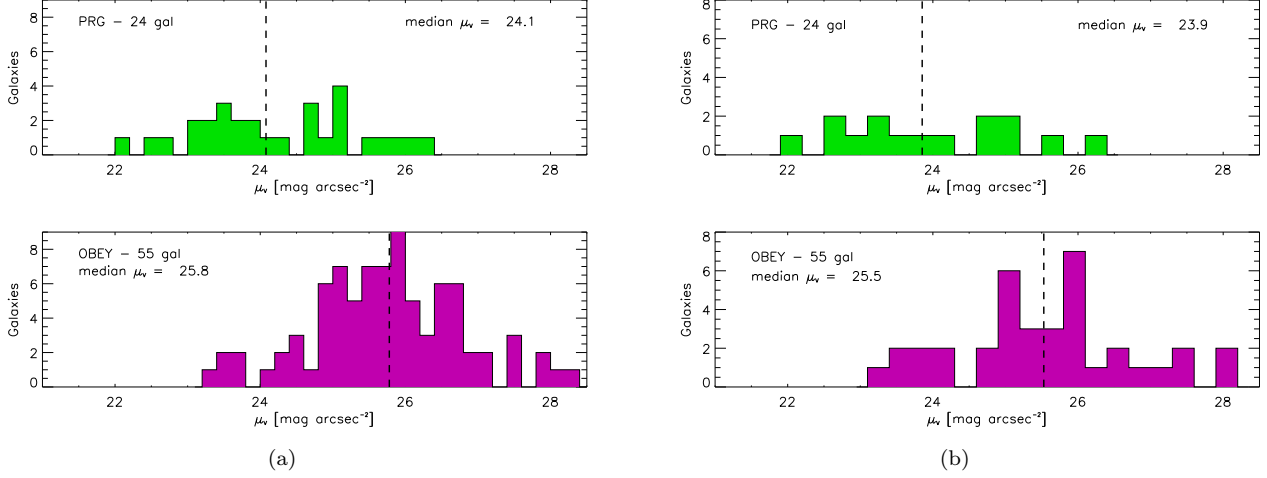 PRG − 24 gal
median μᵥ = 24.1
Galaxies
8
6
4
2
0
22 24 26 28
μᵥ [mag arcsec⁻²]
OBEY − 55 gal
median μᵥ = 25.8
Galaxies
8
6
4
2
0
22 24 26 28
μᵥ [mag arcsec⁻²]
(a)
PRG − 24 gal
median μᵥ = 23.9
Galaxies
8
6
4
2
0
22 24 26 28
μᵥ [mag arcsec⁻²]
OBEY − 55 gal
median μᵥ = 25.5
Galaxies
8
6
4
2
0
22 24 26 28
μᵥ [mag arcsec⁻²]
(b)